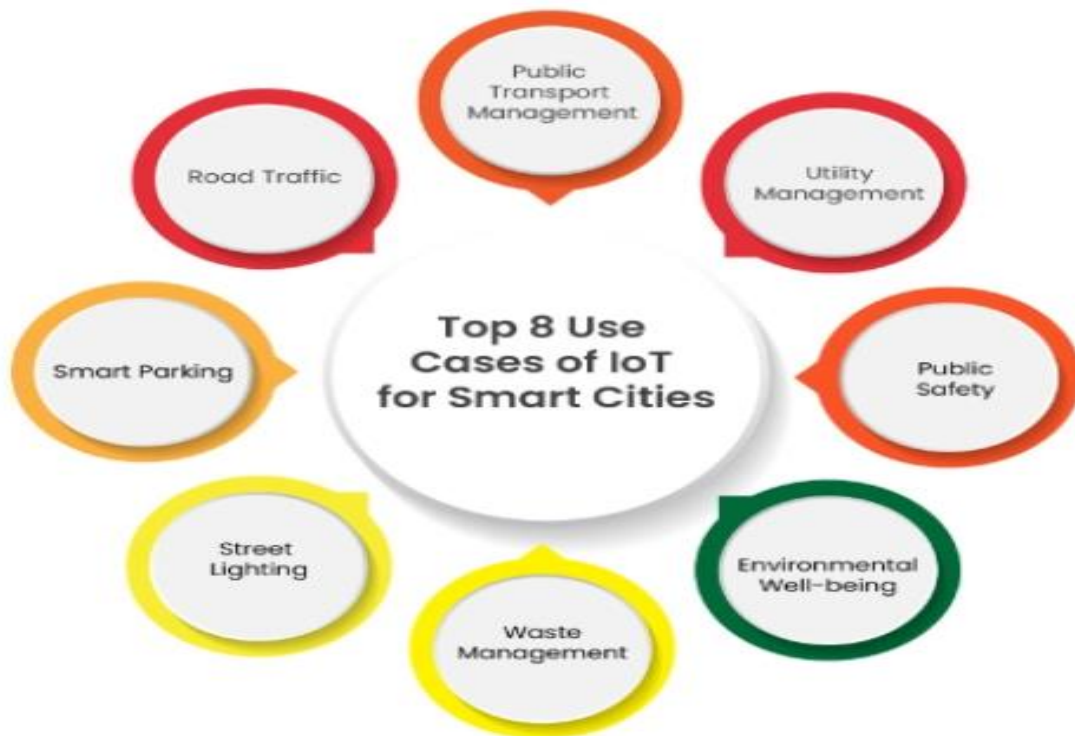 Top 8 Use
Cases of IoT
for Smart Cities
Public
Transport
Management
Utility
Management
Public
Safety
Environmental
Well-being
Waste
Management
Street
Lighting
Smart Parking
Road Traffic